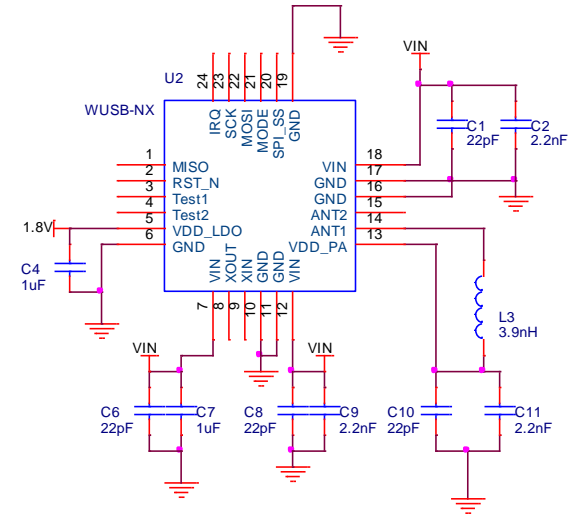 VIN
U2
WUSB-NX
24
23
22
21
20
19
IRQ
SCK
MOSI
MODE
SPI_SS
GND
1 MISO
2 RST_N
3 Test1
4 Test2
5 VDD_LDO
6 GND
VIN 18
GND 17
GND 16
ANT2 15
ANT1 14
VDD_PA 13
VIN
XOUT
XIN
GND
GND
VIN
7
8
9
10
11
12
C1
22pF
C2
2.2nF
1.8V
C4
1uF
L3
3.9nH
VIN
VIN
C6
22pF
C7
1uF
C8
22pF
C9
2.2nF
C10
22pF
C11
2.2nF